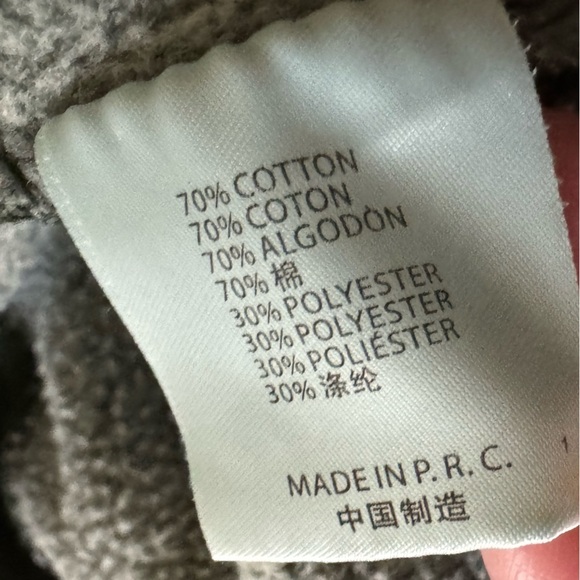 70% COTTON
70% COTON
70% ALGODÓN
70% 棉
30% POLYESTER
30% POLYESTER
30% POLIÉSTER
30% 涤纶
MADE IN P. R. C.
中国制造
1